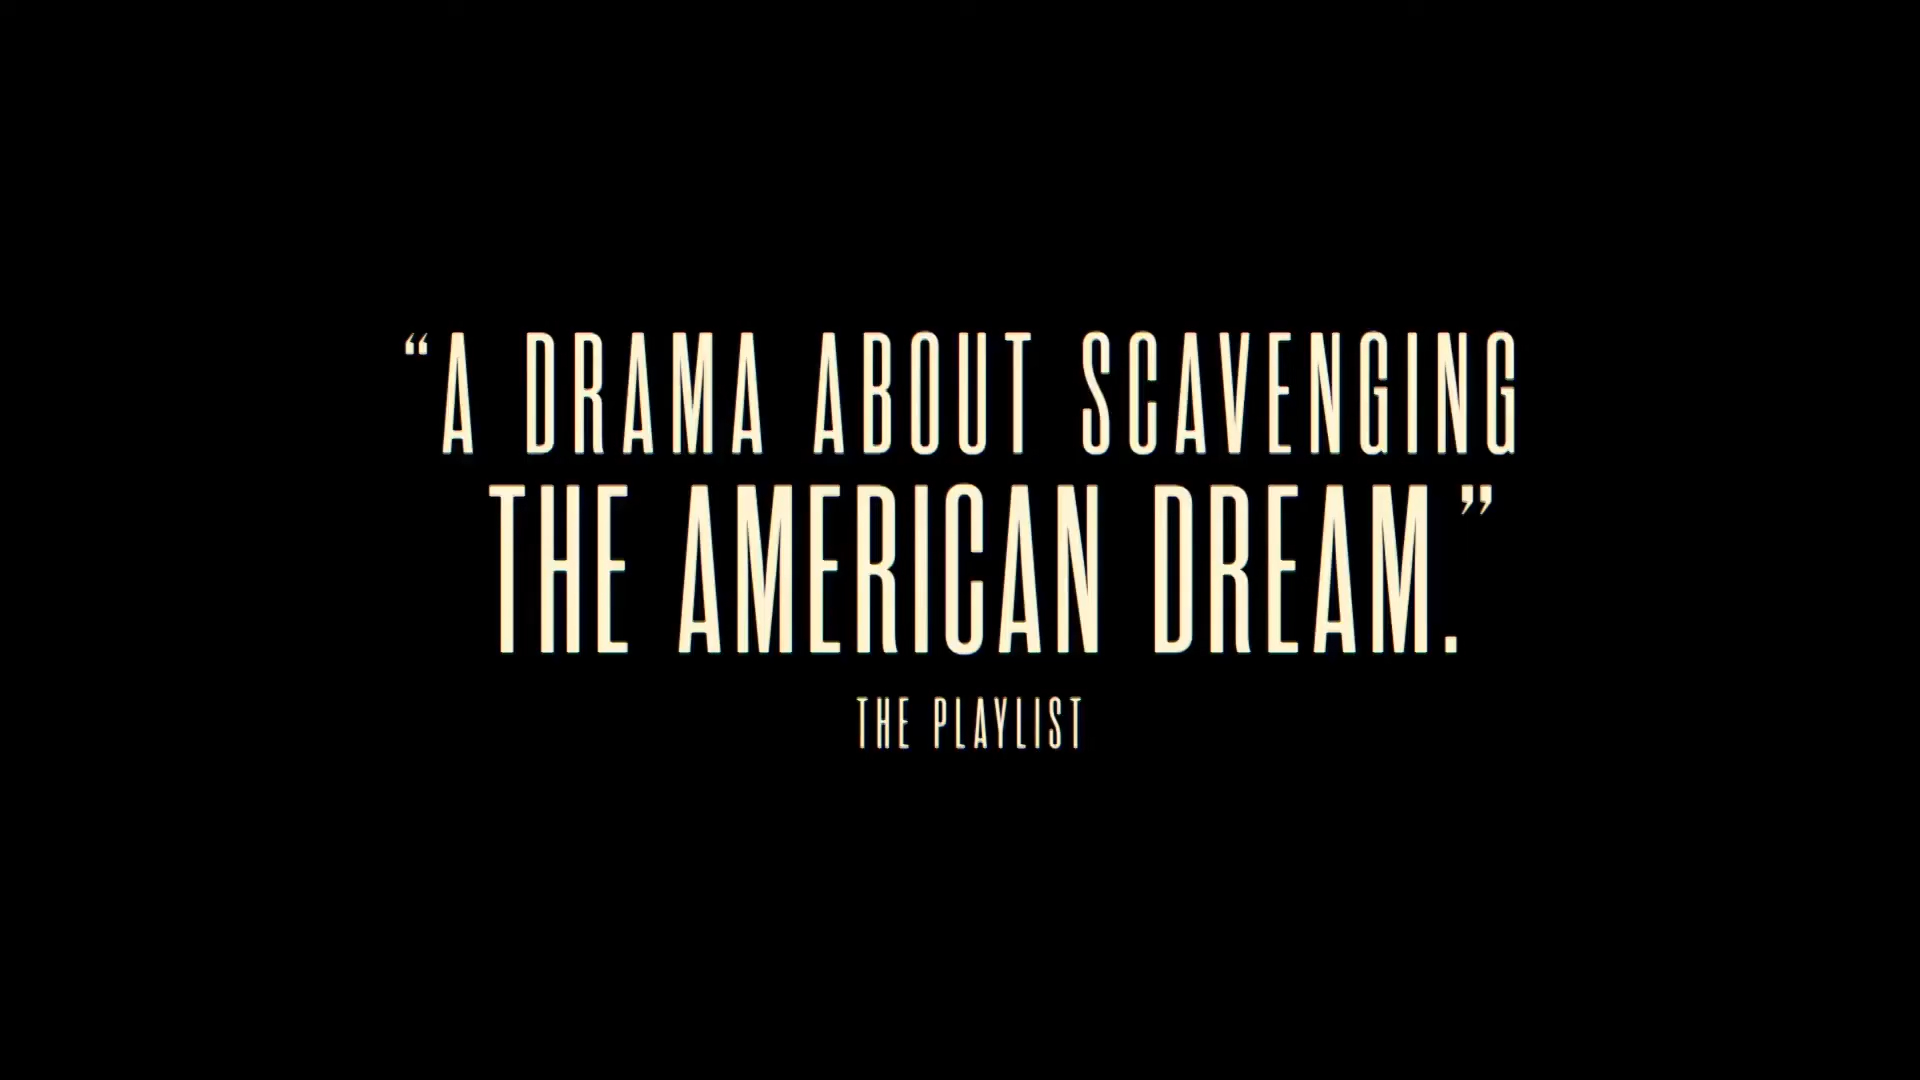 “A DRAMA ABOUT SCAVENGING
THE AMERICAN DREAM.”
THE PLAYLIST